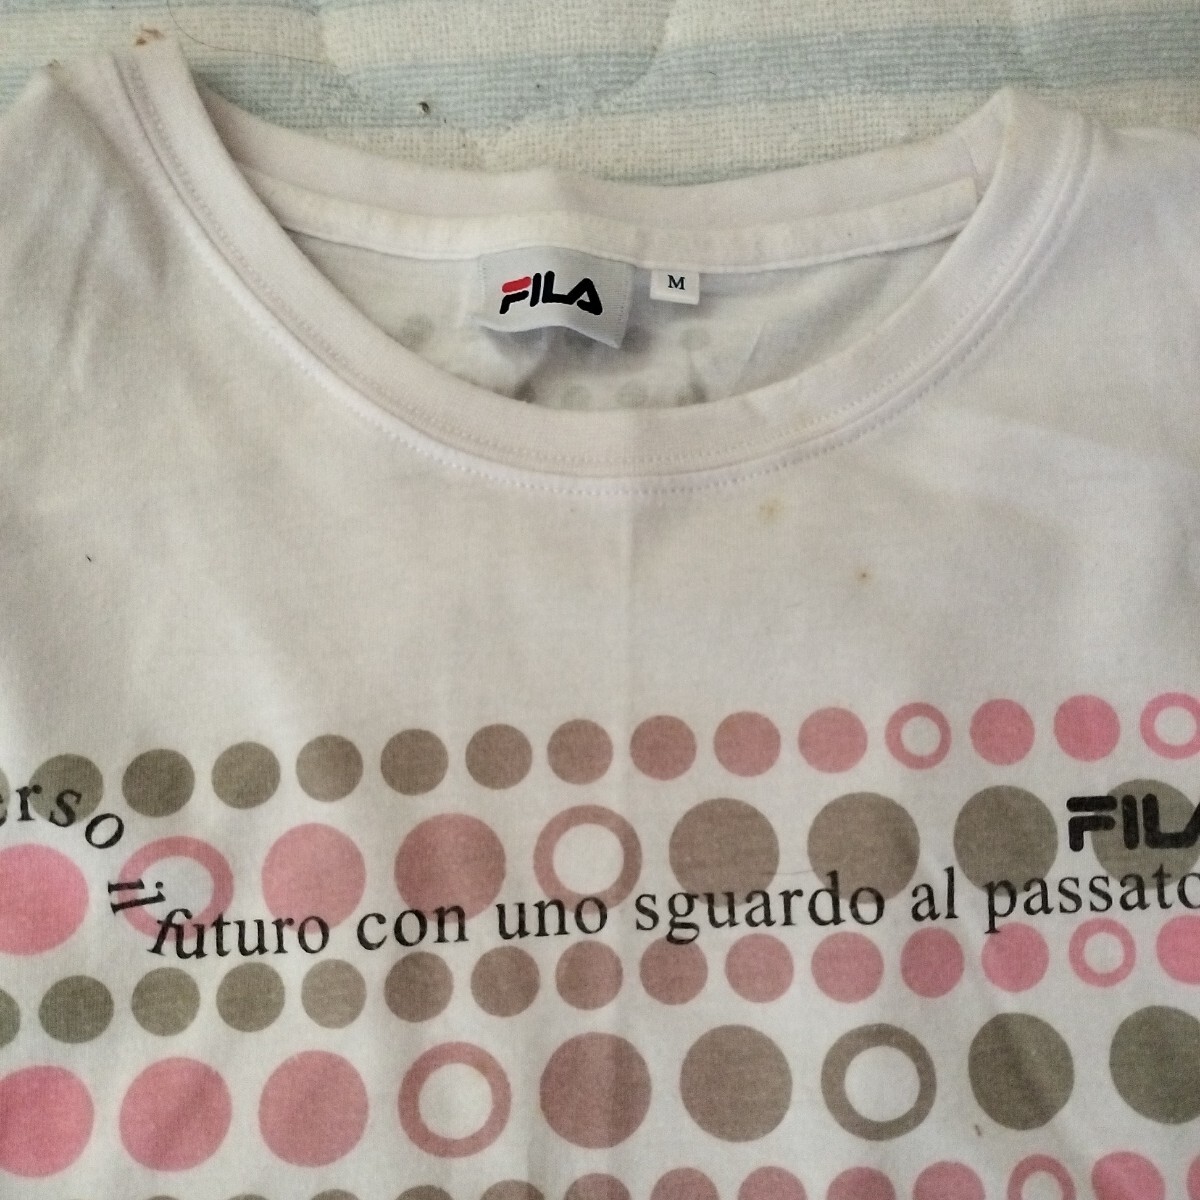 FILA
M
FILA
erso il futuro con uno sguardo al passato